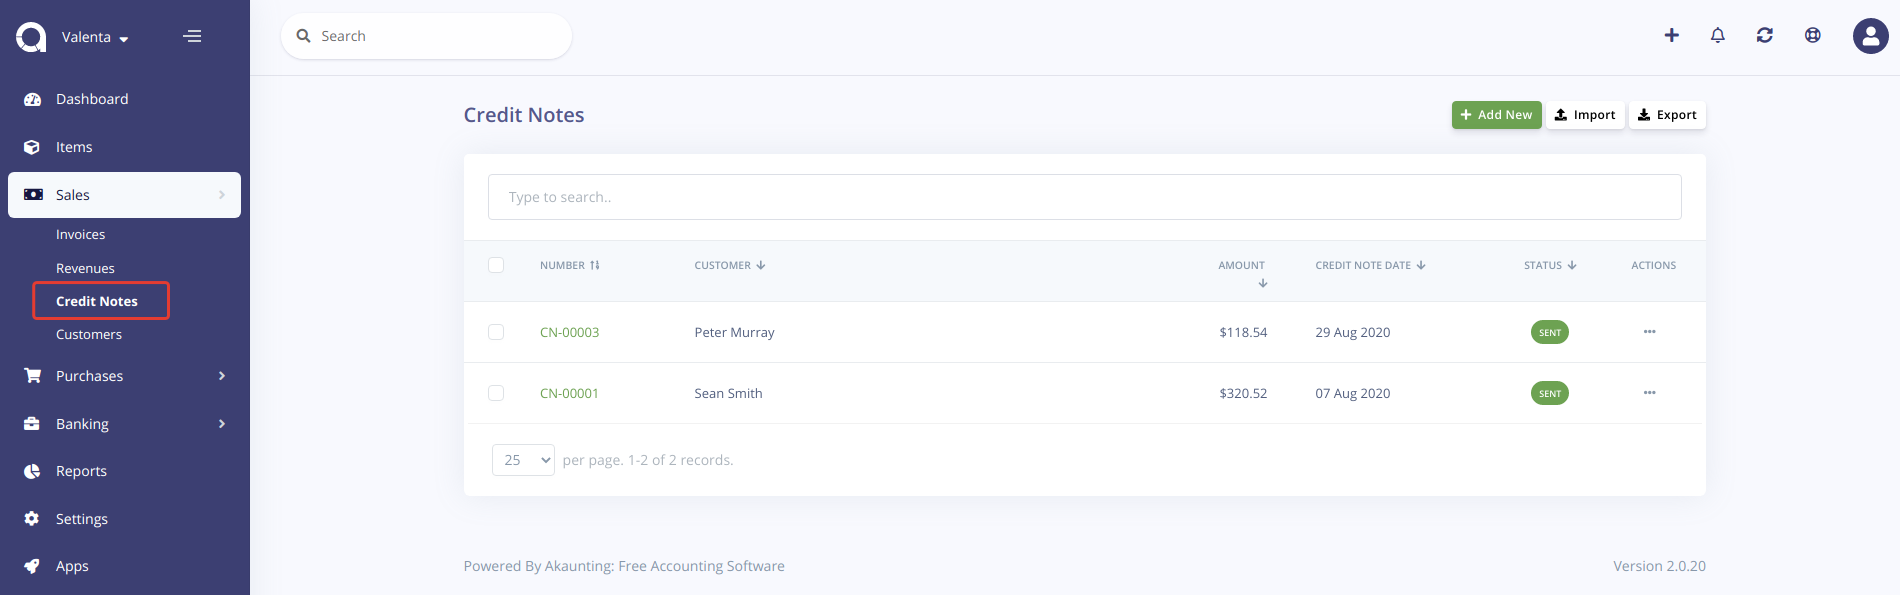 Valenta
Search
Dashboard
Items
Sales
Invoices
Revenues
Credit Notes
Customers
Purchases
Banking
Reports
Settings
Apps
Credit Notes
Add New
Import
Export
Type to search..
NUMBER CUSTOMER AMOUNT CREDIT NOTE DATE STATUS ACTIONS
CN-00003 Peter Murray $118.54 29 Aug 2020 SENT
CN-00001 Sean Smith $320.52 07 Aug 2020 SENT
25 per page. 1-2 of 2 records.
Powered By Akaunting: Free Accounting Software
Version 2.0.20